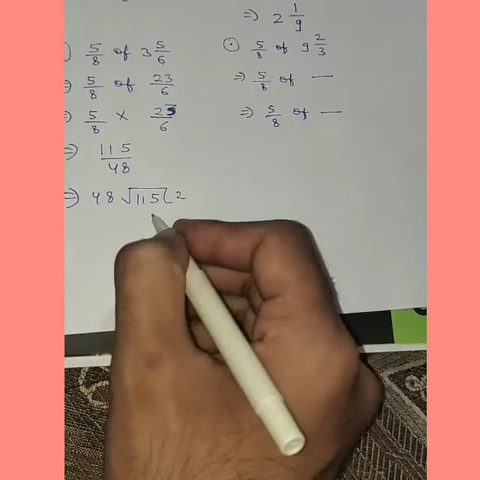 5/8 of 3 5/6
⇒ 5/8 of 23/6
⇒ 5/8 × 23/6
⇒ 115/48
⇒ 48 √115( 2
⇒ 2 1/9
• 5/8 of 9 2/3
⇒ 5/8 of —
⇒ 5/8 of —